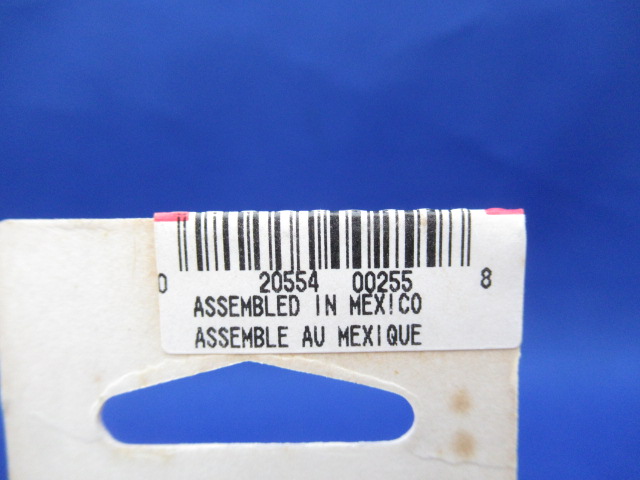 0 20554 00255 8
ASSEMBLED IN MEXICO
ASSEMBLE AU MEXIQUE